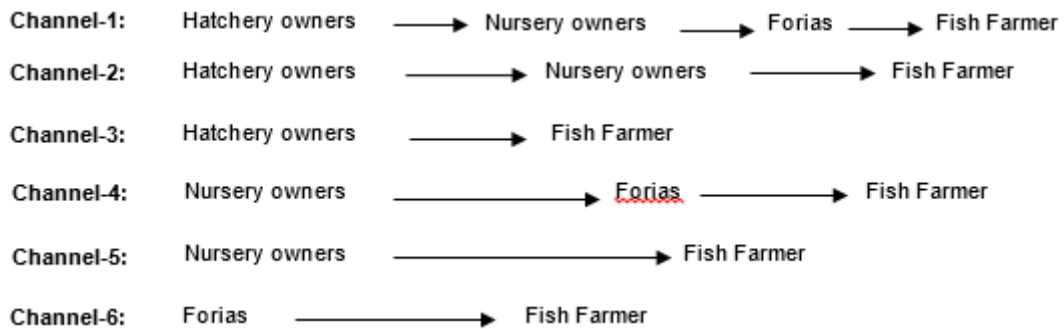 Channel-1: Hatchery owners Nursery owners Forias Fish Farmer
Channel-2: Hatchery owners Nursery owners Fish Farmer
Channel-3: Hatchery owners Fish Farmer
Channel-4: Nursery owners Forias Fish Farmer
Channel-5: Nursery owners Fish Farmer
Channel-6: Forias Fish Farmer